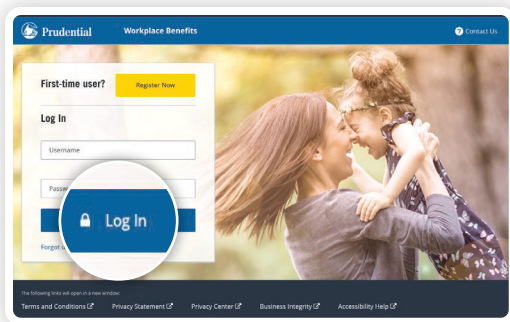 Prudential
Workplace Benefits
Contact Us
First-time user?
Register Now
Log In
Username
Log In
The following links will open in a new window:
Terms and Conditions Privacy Statement Privacy Center Business Integrity Accessibility Help